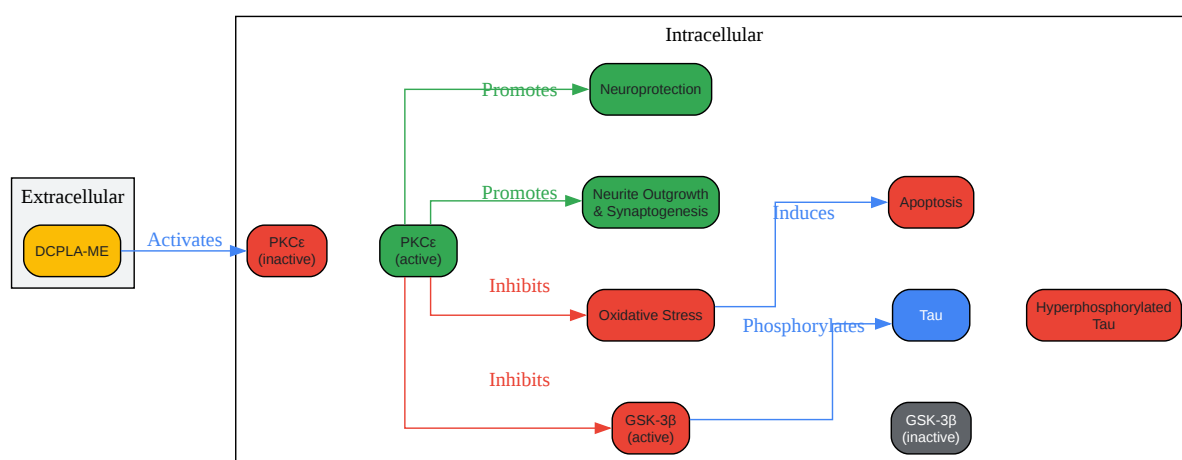 Intracellular
Promotes
Neuroprotection
Extracellular
DCPLA-ME
Activates
PKCε
(inactive)
PKCε
(active)
Promotes
Neurite Outgrowth
& Synaptogenesis
Induces
Apoptosis
Inhibits
Oxidative Stress
Phosphorylates
Tau
Hyperphosphorylated
Tau
Inhibits
GSK-3β
(active)
GSK-3β
(inactive)